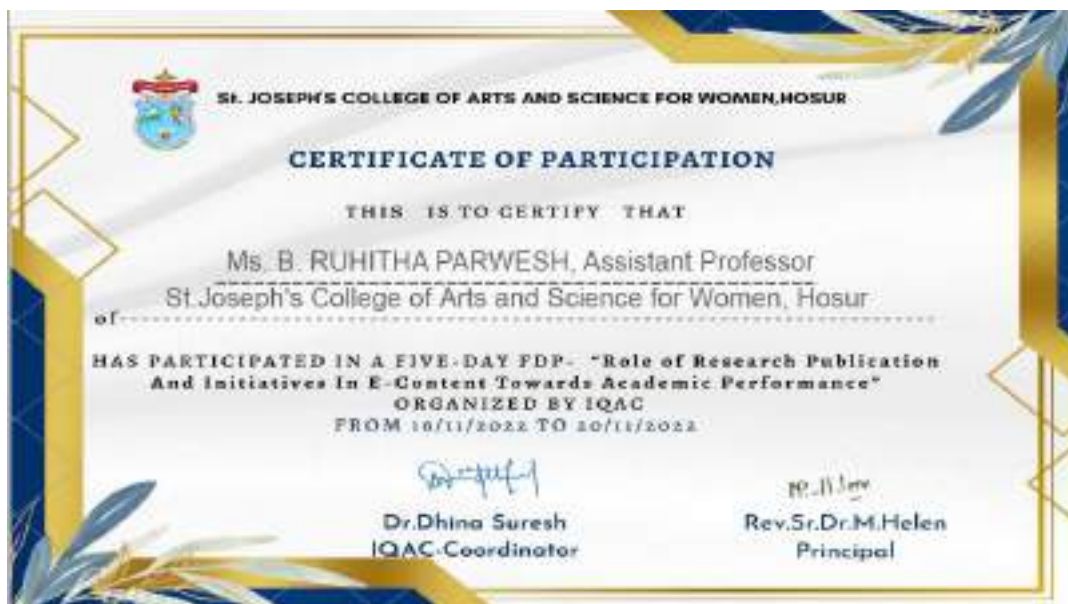 St. JOSEPH'S COLLEGE OF ARTS AND SCIENCE FOR WOMEN,HOSUR
CERTIFICATE OF PARTICIPATION
THIS IS TO CERTIFY THAT
Ms. B. RUHITHA PARWESH, Assistant Professor
St.Joseph's College of Arts and Science for Women, Hosur
of
HAS PARTICIPATED IN A FIVE-DAY FDP- "Role of Research Publication
And Initiatives In E-Content Towards Academic Performance"
ORGANIZED BY IQAC
FROM 16/11/2022 TO 20/11/2022
Dr.Dhina Suresh
IQAC-Coordinator
Rev.Sr.Dr.M.Helen
Principal